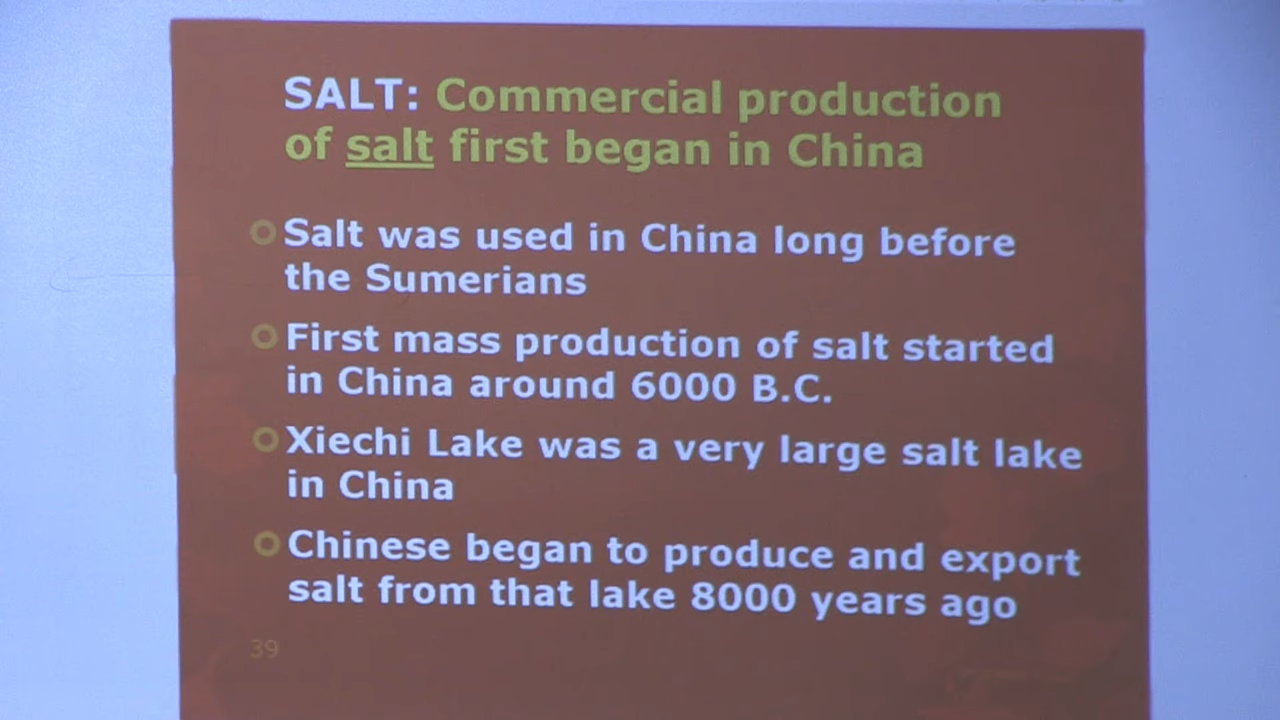 SALT: Commercial production
of salt first began in China
Salt was used in China long before
the Sumerians
First mass production of salt started
in China around 6000 B.C.
Xiechi Lake was a very large salt lake
in China
Chinese began to produce and export
salt from that lake 8000 years ago
39